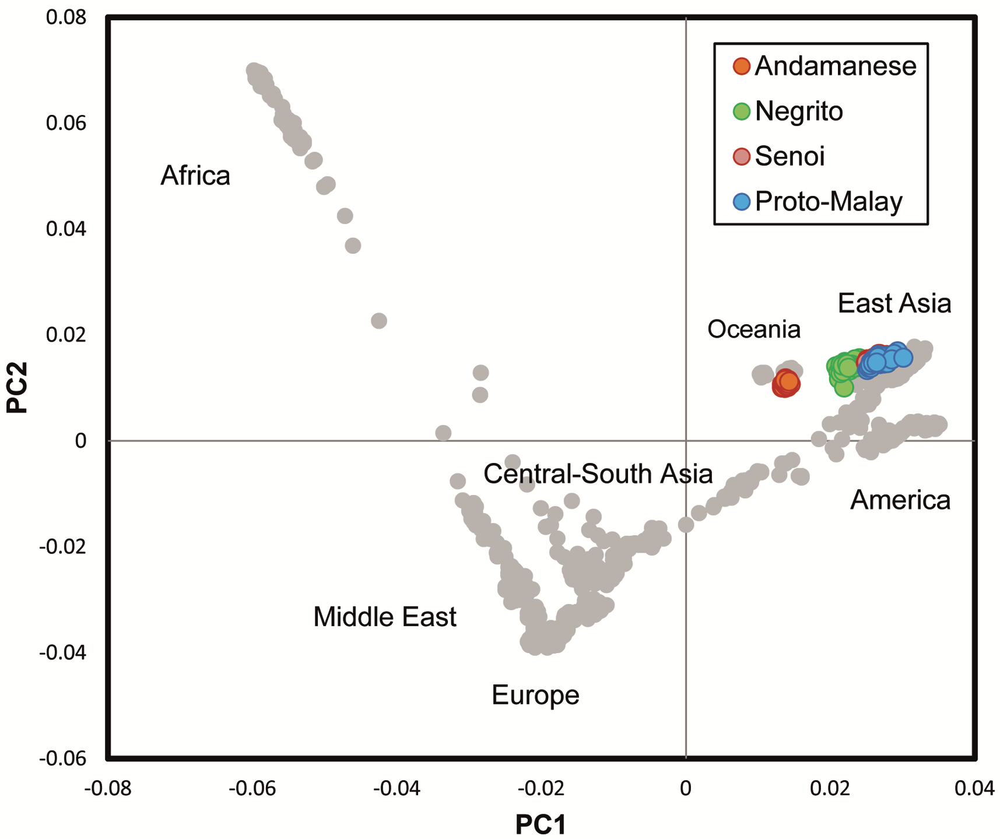 0.08
0.06
0.04
0.02
0
-0.02
-0.04
-0.06
PC2
Andamanese
Negrito
Senoi
Proto-Malay
Africa
East Asia
Oceania
Central-South Asia
America
Middle East
Europe
-0.08 -0.06 -0.04 -0.02 0 0.02 0.04
PC1